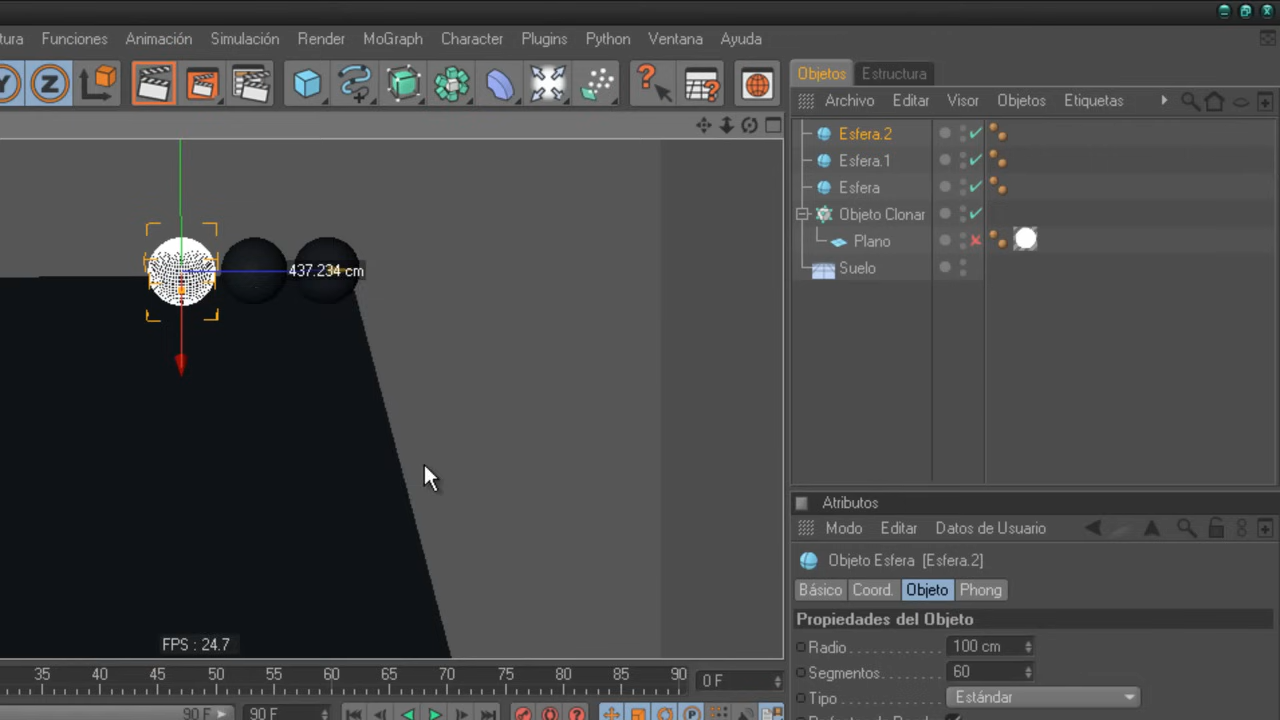 tura Funciones Animación Simulación Render MoGraph Character Plugins Python Ventana Ayuda
Y Z
Objetos Estructura
Archivo Editar Visor Objetos Etiquetas
Esfera.2
Esfera.1
Esfera
Objeto Clonar
Plano
Suelo
437.234 cm
FPS : 24.7
35 40 45 50 55 60 65 70 75 80 85 90 0 F
90 F 90 F
Atributos
Modo Editar Datos de Usuario
Objeto Esfera [Esfera.2]
Básico Coord. Objeto Phong
Propiedades del Objeto
Radio . . . . . . . . . . . 100 cm
Segmentos . . . . . . . 60
Tipo . . . . . . . . . . . . Estándar